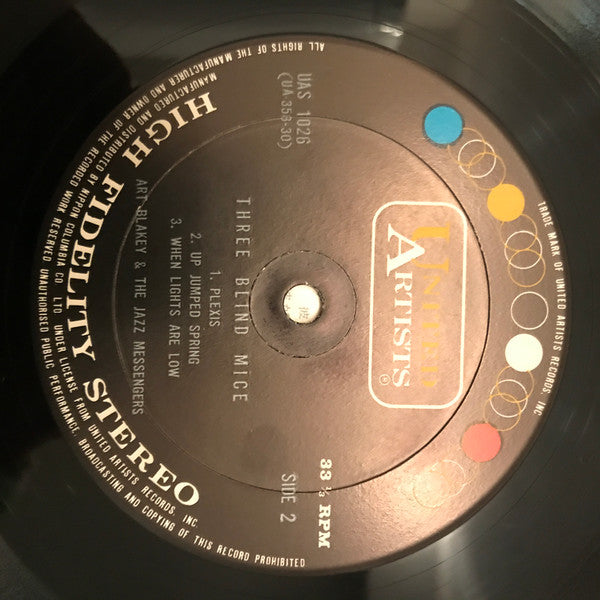 TRADE MARK OF UNITED ARTISTS RECORDS, INC
UNITED
ARTISTS
®
UAS 1026
(UA 358-30)
33 ⅓ RPM
SIDE 2
THREE BLIND MICE
1. PLEXIS
2. UP JUMPED SPRING
3. WHEN LIGHTS ARE LOW
ART BLAKEY & THE JAZZ MESSENGERS
HIGH FIDELITY STEREO
MANUFACTURED AND DISTRIBUTED BY NIPPON COLUMBIA CO. LTD. UNDER LICENSE FROM UNITED ARTISTS RECORDS, INC.
ALL RIGHTS OF THE MANUFACTURER AND OWNER OF THE RECORDED WORK RESERVED UNAUTHORISED PUBLIC PERFORMANCE, BROADCASTING AND COPYING OF THIS RECORD PROHIBITED